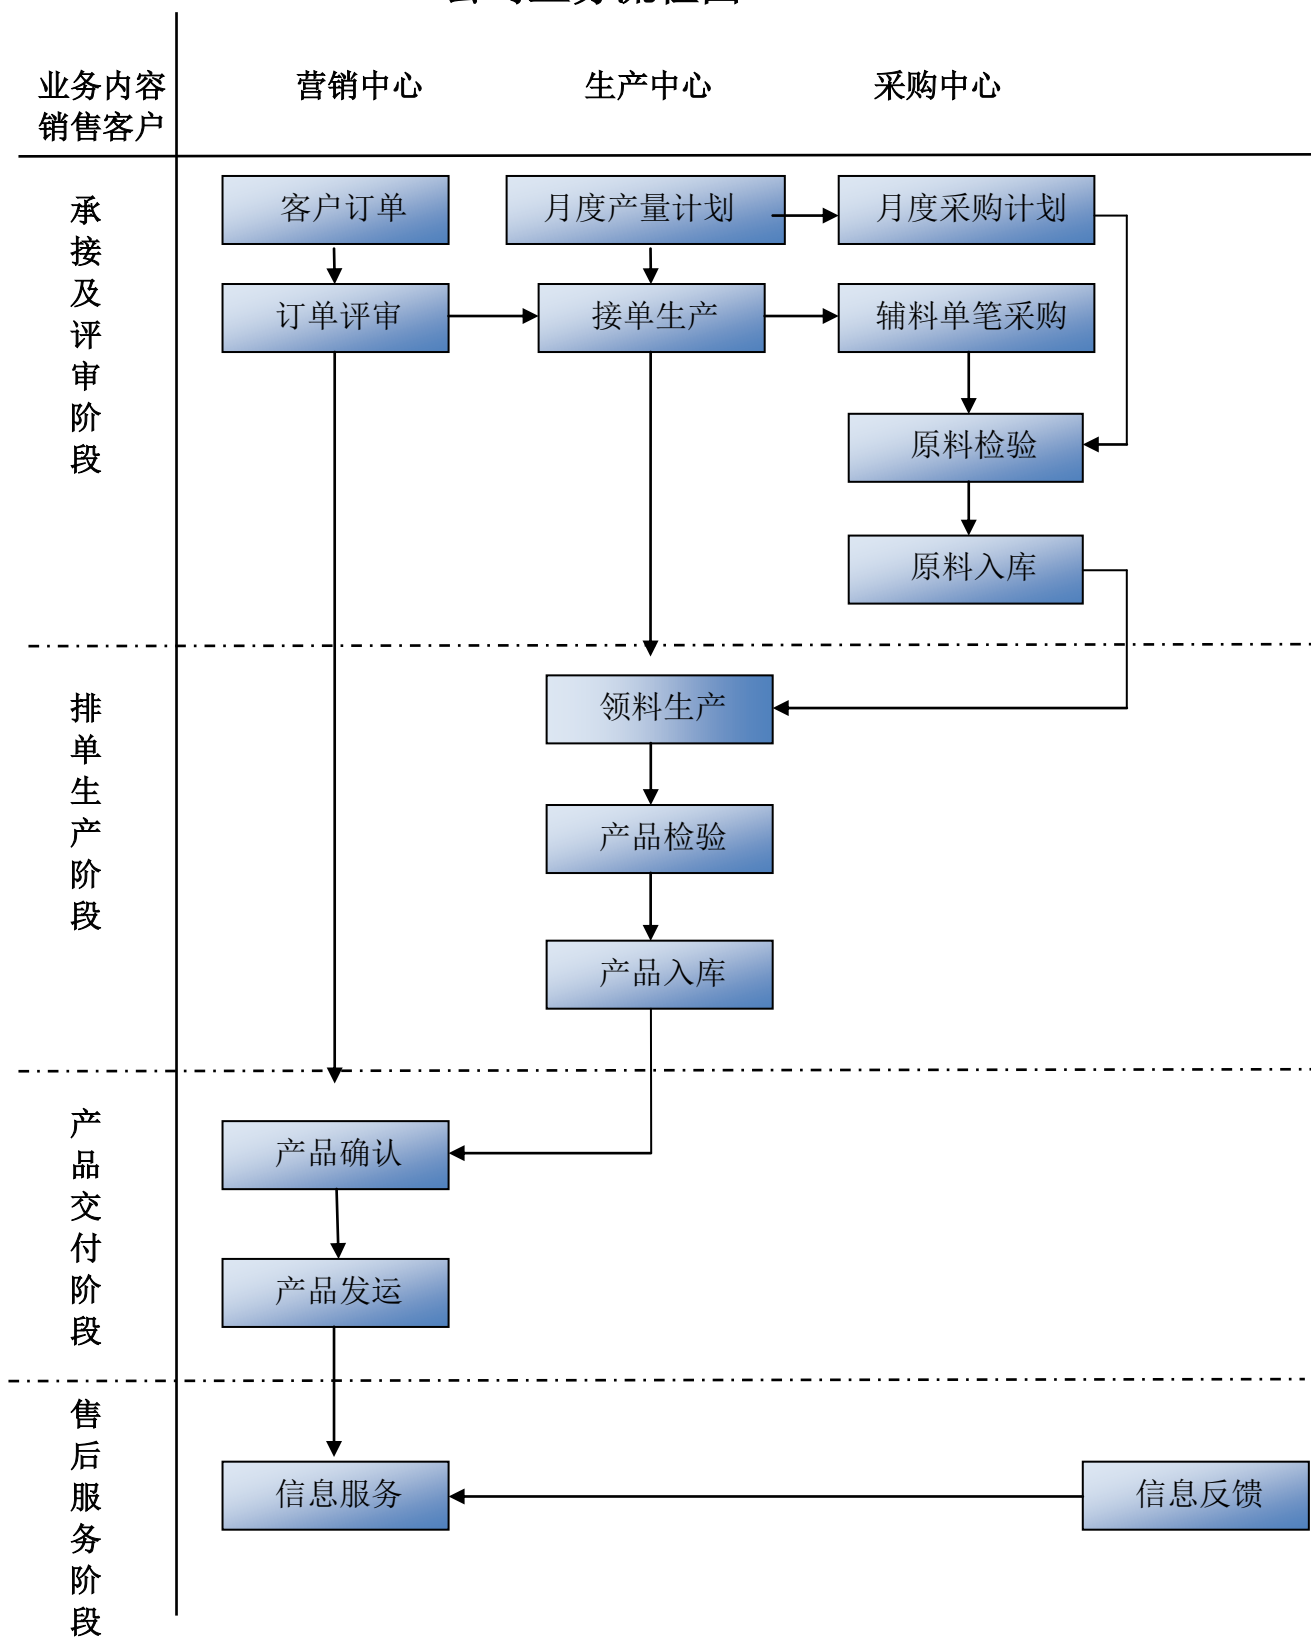 业务内容
销售客户
营销中心
生产中心
采购中心
承接及评审阶段
客户订单
月度产量计划
月度采购计划
订单评审
接单生产
辅料单笔采购
原料检验
原料入库
排单生产阶段
领料生产
产品检验
产品入库
产品交付阶段
产品确认
产品发运
售后服务阶段
信息服务
信息反馈